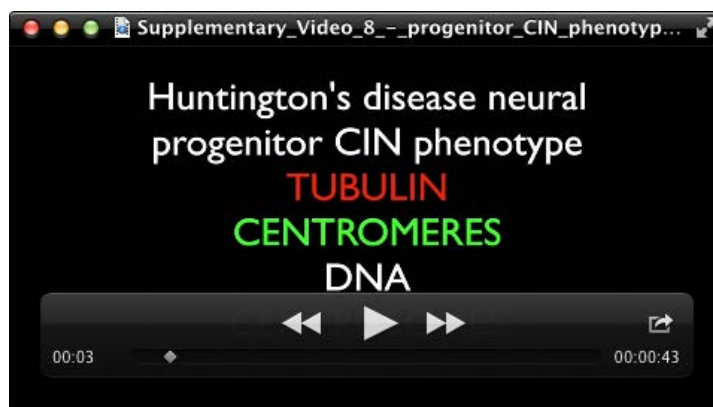 Supplementary_Video_8_-_progenitor_CIN_phenotyp...
Huntington's disease neural
progenitor CIN phenotype
TUBULIN
CENTROMERES
DNA
00:03 00:00:43